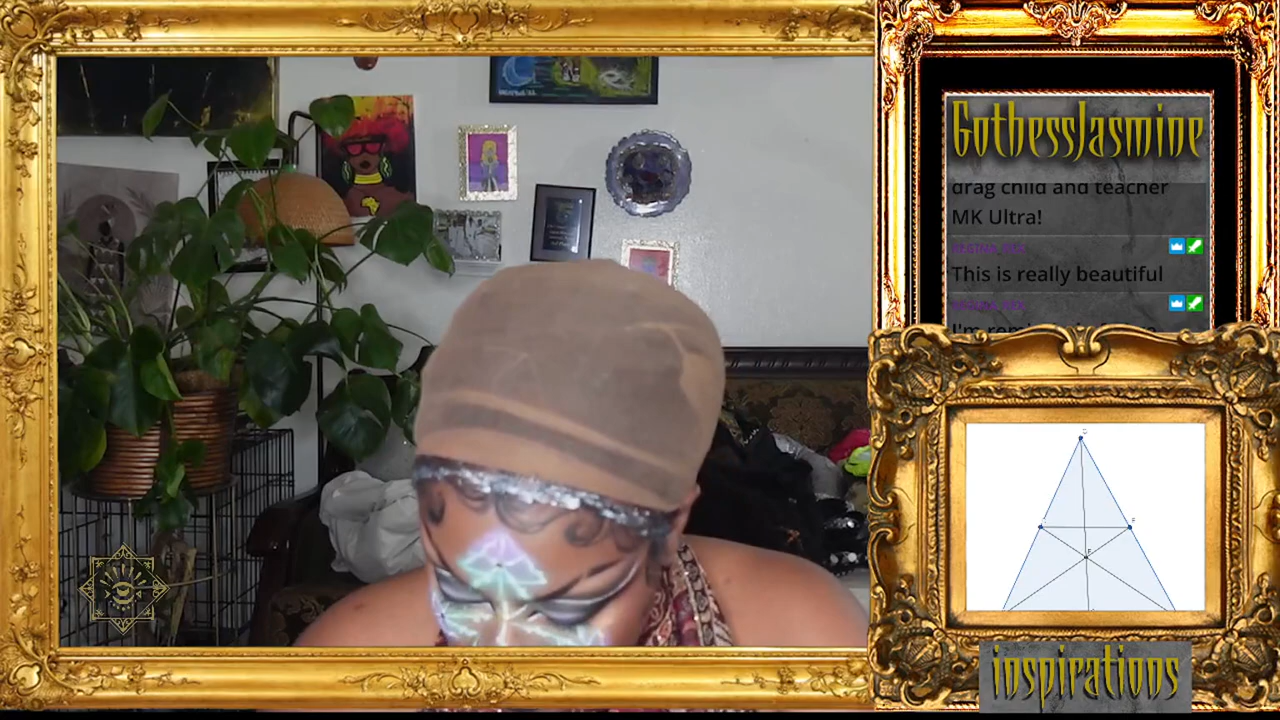 GothessJasmine
drag child and teacher
MK Ultra!
This is really beautiful
inspirations